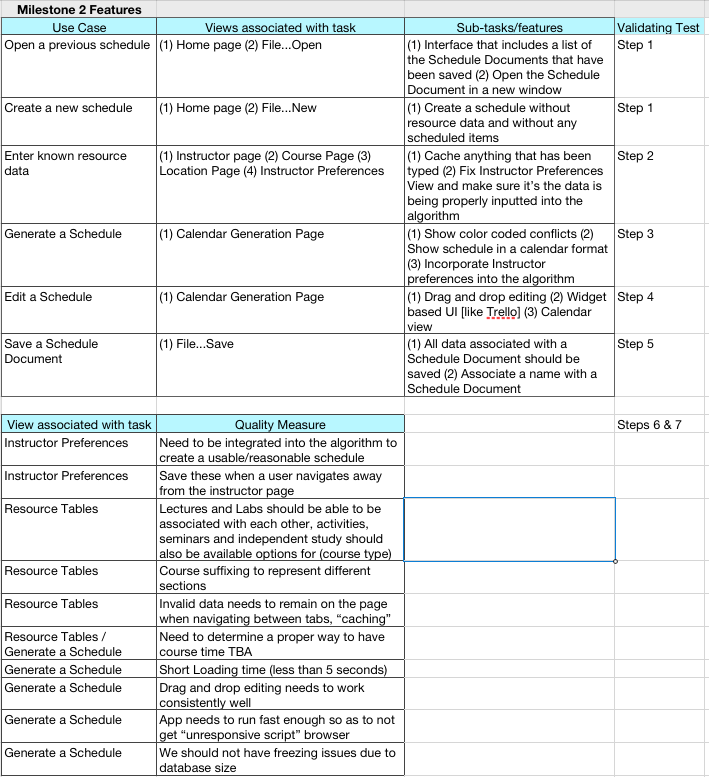 Milestone 2 Features
Use Case
Views associated with task
Sub-tasks/features
Validating Test
Open a previous schedule
(1) Home page (2) File...Open
(1) Interface that includes a list of
the Schedule Documents that have
been saved (2) Open the Schedule
Document in a new window
Step 1
Create a new schedule
(1) Home page (2) File...New
(1) Create a schedule without
resource data and without any
scheduled items
Step 1
Enter known resource
data
(1) Instructor page (2) Course Page (3)
Location Page (4) Instructor Preferences
(1) Cache anything that has been
typed (2) Fix Instructor Preferences
View and make sure it's the data is
being properly inputted into the
algorithm
Step 2
Generate a Schedule
(1) Calendar Generation Page
(1) Show color coded conflicts (2)
Show schedule in a calendar format
(3) Incorporate Instructor
preferences into the algorithm
Step 3
Edit a Schedule
(1) Calendar Generation Page
(1) Drag and drop editing (2) Widget
based UI [like Trello] (3) Calendar
view
Step 4
Save a Schedule
Document
(1) File...Save
(1) All data associated with a
Schedule Document should be
saved (2) Associate a name with a
Schedule Document
Step 5
View associated with task
Quality Measure
Steps 6 & 7
Instructor Preferences
Need to be integrated into the algorithm to
create a usable/reasonable schedule
Instructor Preferences
Save these when a user navigates away
from the instructor page
Resource Tables
Lectures and Labs should be able to be
associated with each other, activities,
seminars and independent study should
also be available options for (course type)
Resource Tables
Course suffixing to represent different
sections
Resource Tables
Invalid data needs to remain on the page
when navigating between tabs, “caching”
Resource Tables /
Generate a Schedule
Need to determine a proper way to have
course time TBA
Generate a Schedule
Short Loading time (less than 5 seconds)
Generate a Schedule
Drag and drop editing needs to work
consistently well
Generate a Schedule
App needs to run fast enough so as to not
get “unresponsive script” browser
Generate a Schedule
We should not have freezing issues due to
database size